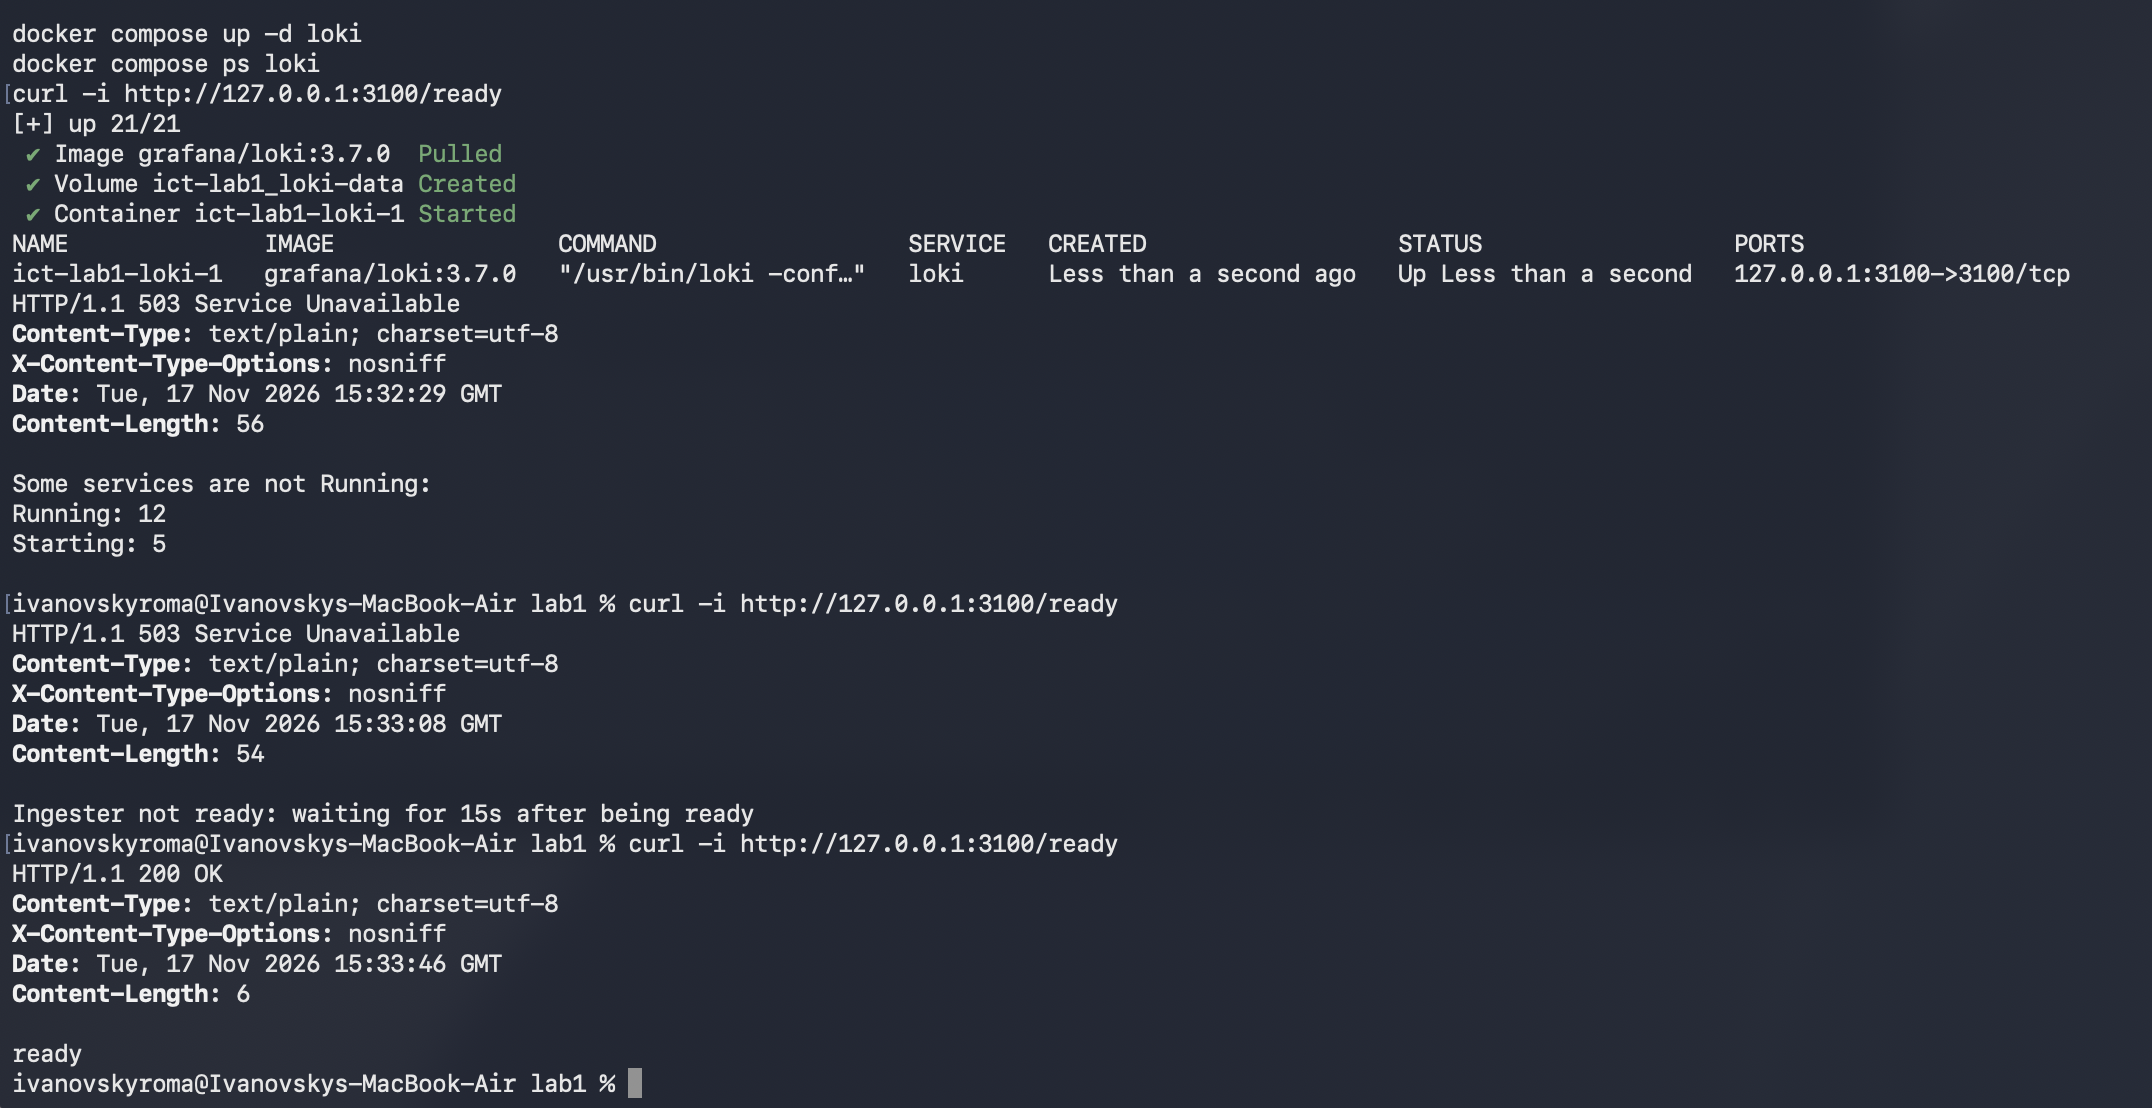 docker compose up -d loki
docker compose ps loki
[curl -i http://127.0.0.1:3100/ready
[+] up 21/21
 ✔ Image grafana/loki:3.7.0  Pulled
 ✔ Volume ict-lab1_loki-data Created
 ✔ Container ict-lab1-loki-1 Started
NAME              IMAGE                COMMAND                  SERVICE   CREATED                  STATUS                  PORTS
ict-lab1-loki-1   grafana/loki:3.7.0   "/usr/bin/loki -conf…"   loki      Less than a second ago   Up Less than a second   127.0.0.1:3100->3100/tcp
HTTP/1.1 503 Service Unavailable
Content-Type: text/plain; charset=utf-8
X-Content-Type-Options: nosniff
Date: Tue, 17 Nov 2026 15:32:29 GMT
Content-Length: 56

Some services are not Running:
Running: 12
Starting: 5

[ivanovskyroma@Ivanovskys-MacBook-Air lab1 % curl -i http://127.0.0.1:3100/ready
HTTP/1.1 503 Service Unavailable
Content-Type: text/plain; charset=utf-8
X-Content-Type-Options: nosniff
Date: Tue, 17 Nov 2026 15:33:08 GMT
Content-Length: 54

Ingester not ready: waiting for 15s after being ready
[ivanovskyroma@Ivanovskys-MacBook-Air lab1 % curl -i http://127.0.0.1:3100/ready
HTTP/1.1 200 OK
Content-Type: text/plain; charset=utf-8
X-Content-Type-Options: nosniff
Date: Tue, 17 Nov 2026 15:33:46 GMT
Content-Length: 6

ready
ivanovskyroma@Ivanovskys-MacBook-Air lab1 %